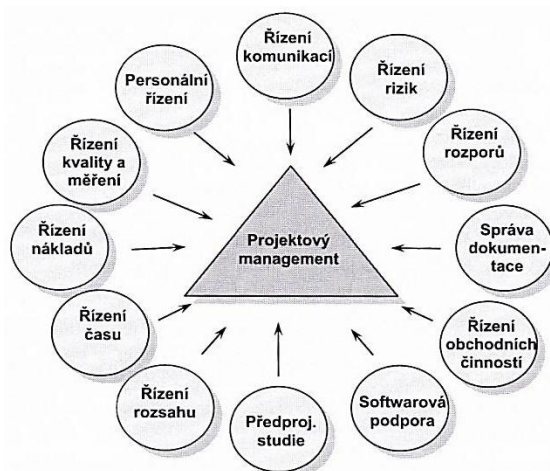 Řízení
komunikací
Řízení
rizik
Řízení
rozporů
Správa
dokumen-
tace
Řízení
obchodních
činností
Softwarová
podpora
Předproj.
studie
Řízení
rozsahu
Řízení
času
Řízení
nákladů
Řízení
kvality a
měření
Personální
řízení
Projektový
management